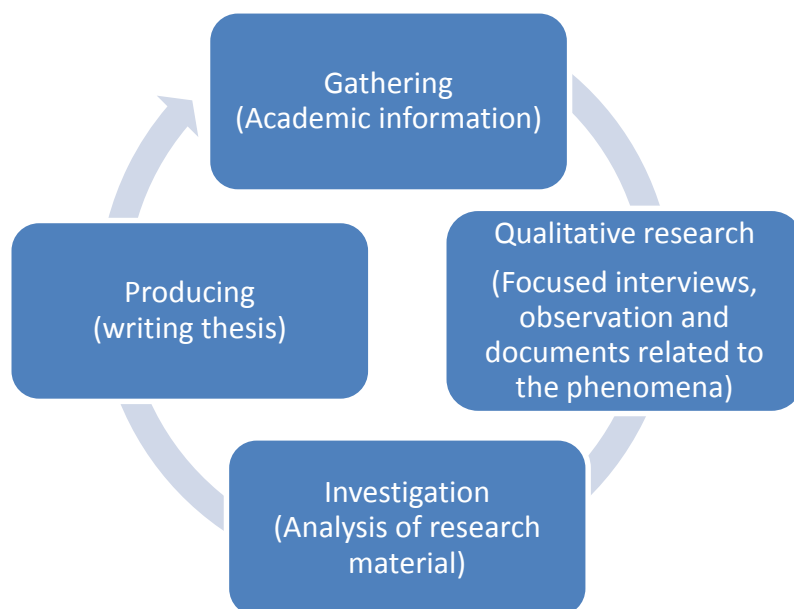 Gathering
(Academic information)
Qualitative research
(Focused interviews,
observation and
documents related to
the phenomena)
Investigation
(Analysis of research
material)
Producing
(writing thesis)